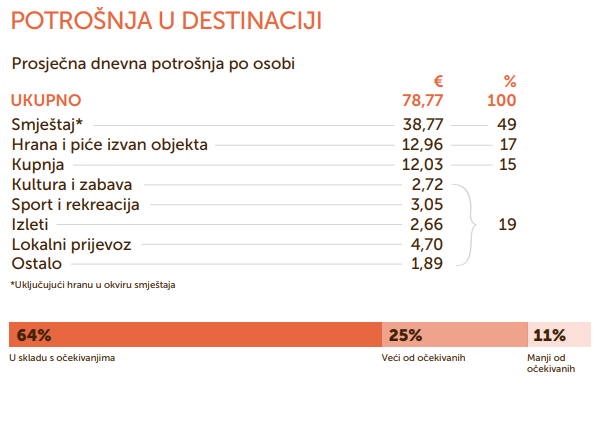 POTROŠNJA U DESTINACIJI
Prosječna dnevna potrošnja po osobi
€ %
UKUPNO 78,77 100
Smještaj* 38,77 49
Hrana i piće izvan objekta 12,96 17
Kupnja 12,03 15
Kultura i zabava 2,72
Sport i rekreacija 3,05
Izleti 2,66 19
Lokalni prijevoz 4,70
Ostalo 1,89
*Uključujući hranu u okviru smještaja
64% 25% 11%
U skladu s očekivanjima Veći od očekivanih Manji od
očekivanih